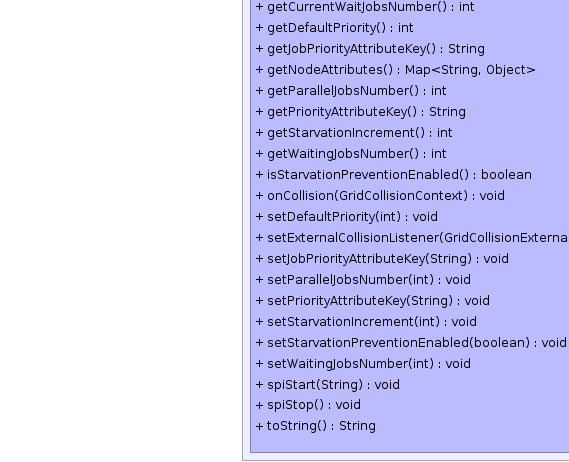 + getCurrentWaitJobsNumber() : int
+ getDefaultPriority() : int
+ getJobPriorityAttributeKey() : String
+ getNodeAttributes() : Map<String, Object>
+ getParallelJobsNumber() : int
+ getPriorityAttributeKey() : String
+ getStarvationIncrement() : int
+ getWaitingJobsNumber() : int
+ isStarvationPreventionEnabled() : boolean
+ onCollision(GridCollisionContext) : void
+ setDefaultPriority(int) : void
+ setExternalCollisionListener(GridCollisionExterna
+ setJobPriorityAttributeKey(String) : void
+ setParallelJobsNumber(int) : void
+ setPriorityAttributeKey(String) : void
+ setStarvationIncrement(int) : void
+ setStarvationPreventionEnabled(boolean) : void
+ setWaitingJobsNumber(int) : void
+ spiStart(String) : void
+ spiStop() : void
+ toString() : String